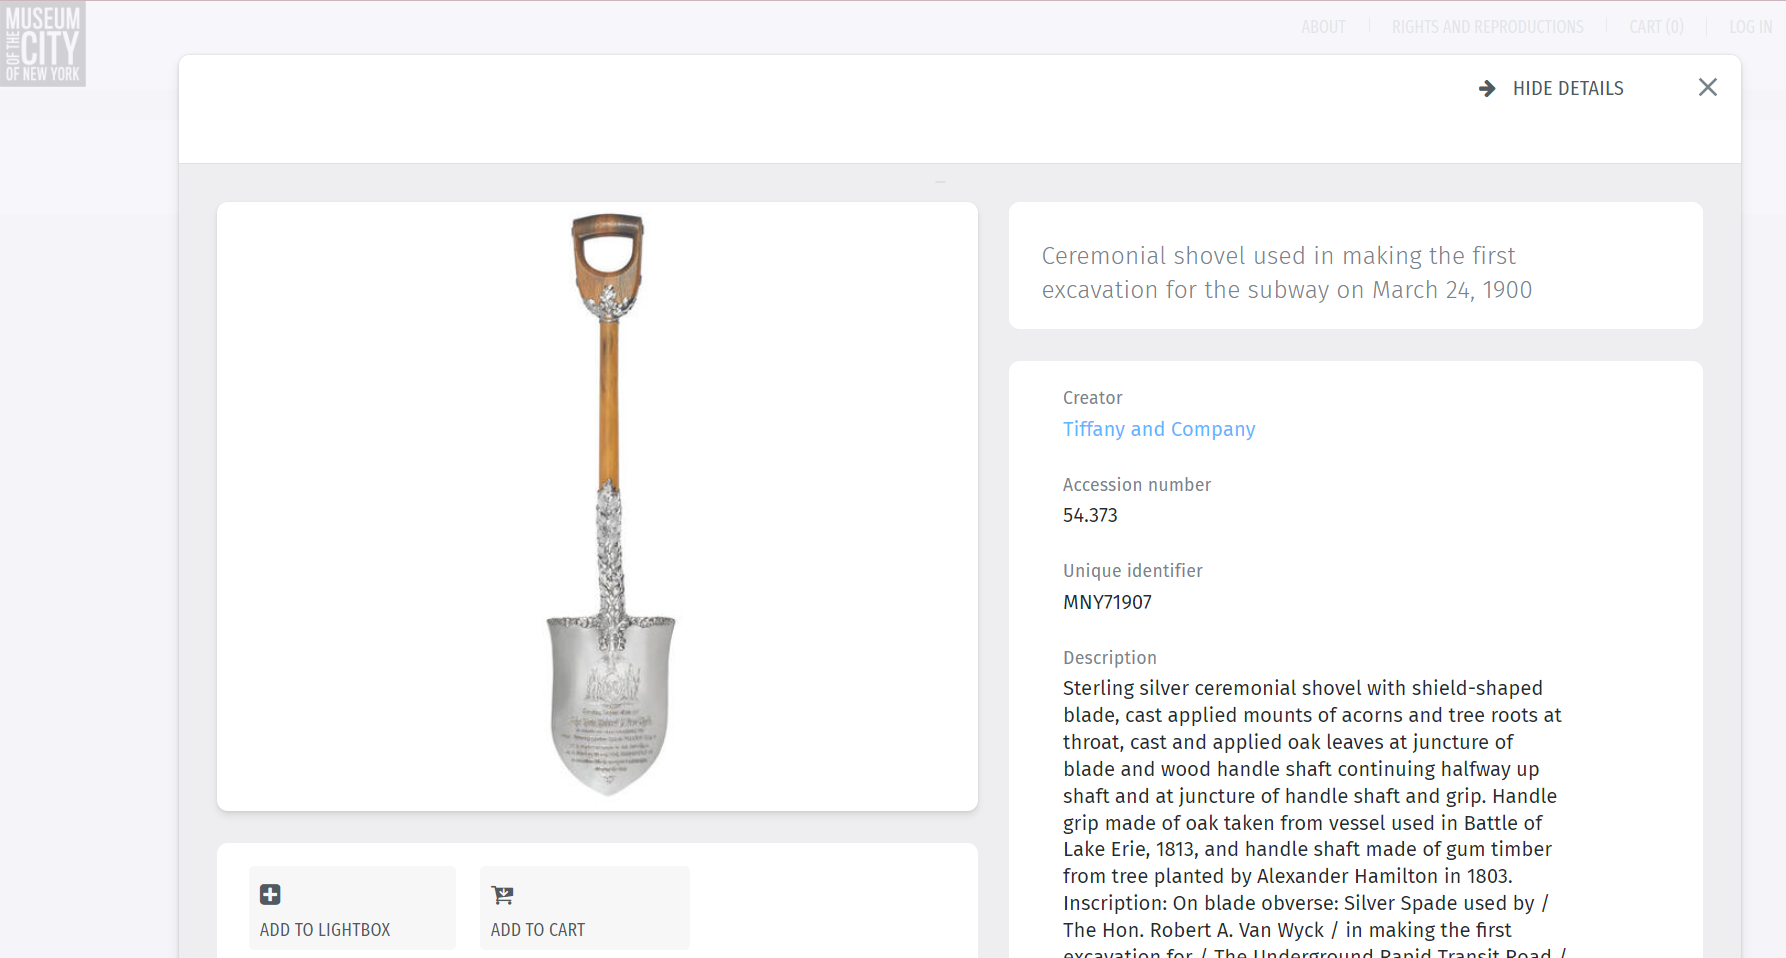 MUSEUM
OF THE CITY
OF NEW YORK
ABOUT
RIGHTS AND REPRODUCTIONS
CART (0)
LOG IN
HIDE DETAILS
Ceremonial shovel used in making the first
excavation for the subway on March 24, 1900
Creator
Tiffany and Company
Accession number
54.373
Unique identifier
MNY71907
Description
Sterling silver ceremonial shovel with shield-shaped
blade, cast applied mounts of acorns and tree roots at
throat, cast and applied oak leaves at juncture of
blade and wood handle shaft continuing halfway up
shaft and at juncture of handle shaft and grip. Handle
grip made of oak taken from vessel used in Battle of
Lake Erie, 1813, and handle shaft made of gum timber
from tree planted by Alexander Hamilton in 1803.
Inscription: On blade obverse: Silver Spade used by /
The Hon. Robert A. Van Wyck / in making the first
excavation for / The Underground Rapid Transit Road /
ADD TO LIGHTBOX
ADD TO CART